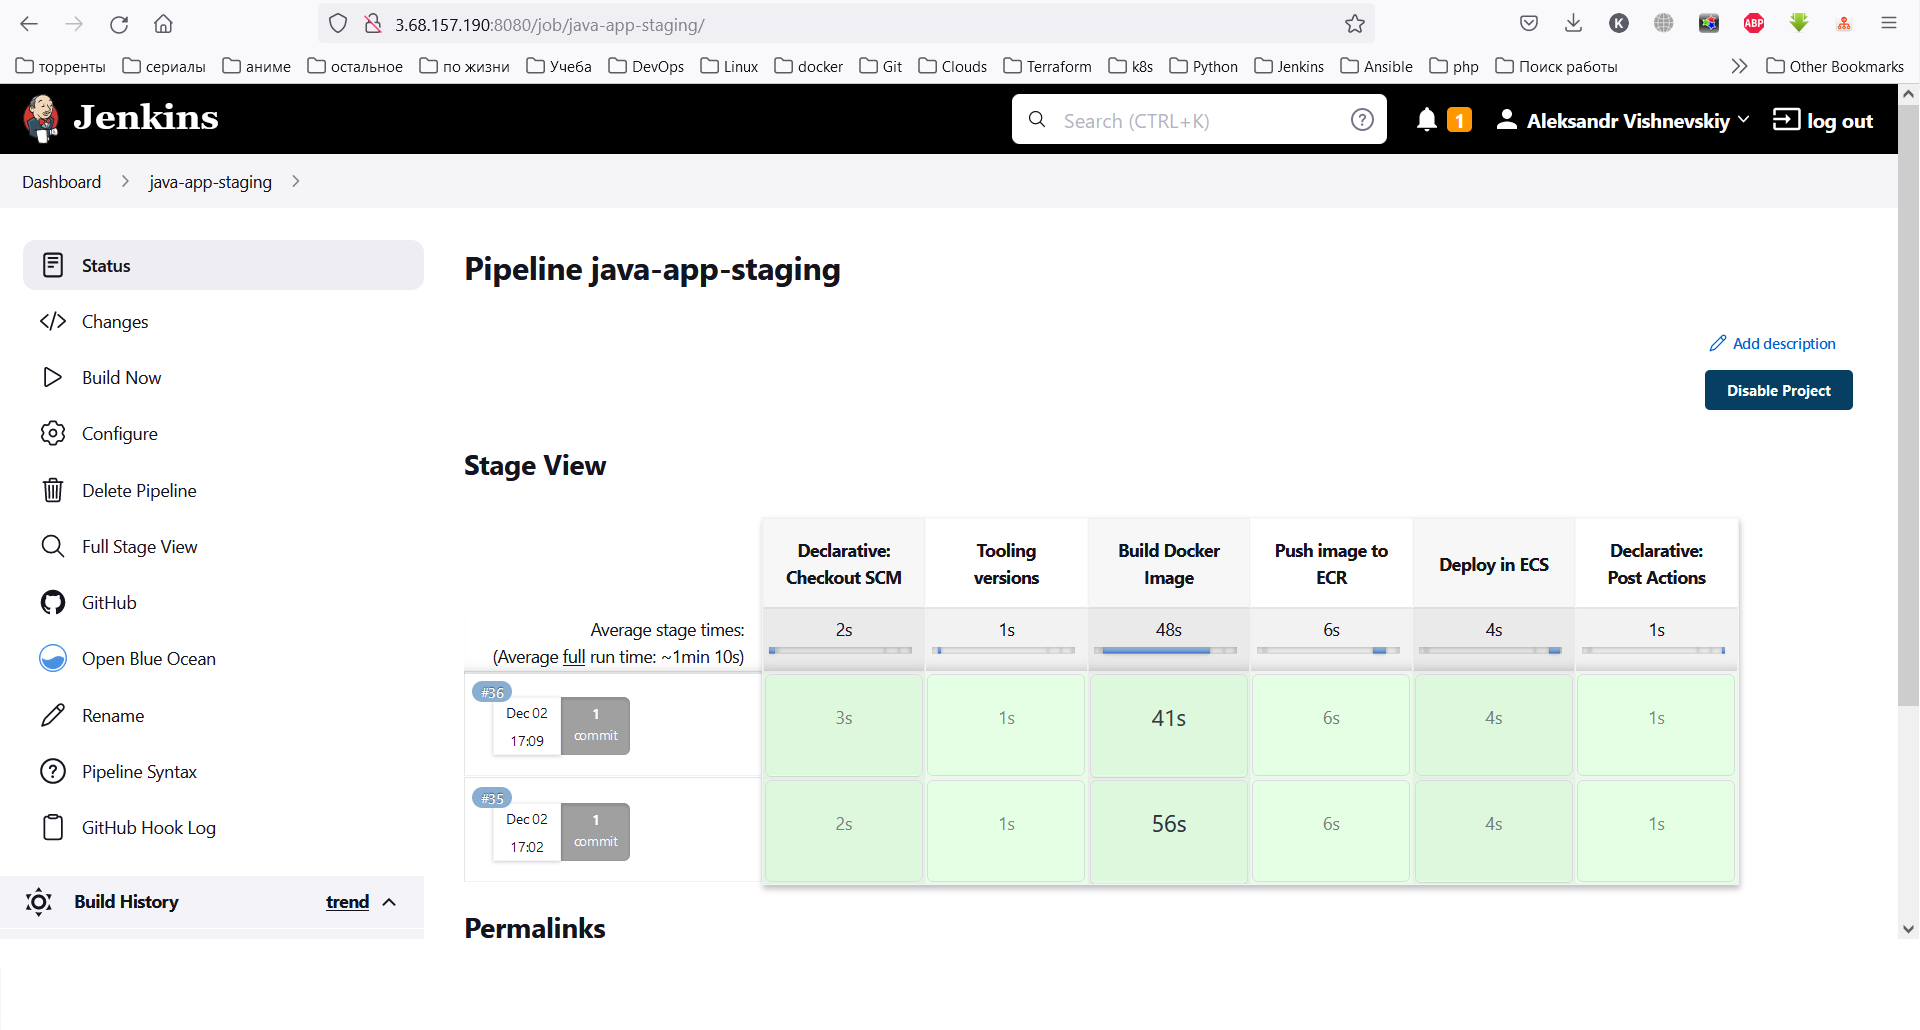 3.68.157.190:8080/job/java-app-staging/
K
ABP
торренты сериалы аниме остальное по жизни Учеба DevOps Linux docker Git Clouds Terraform k8s Python Jenkins Ansible php Поиск работы Other Bookmarks
Jenkins
Search (CTRL+K)
?
1
Aleksandr Vishnevskiy
log out
Dashboard
java-app-staging
Status
Changes
Build Now
Configure
Delete Pipeline
Full Stage View
GitHub
Open Blue Ocean
Rename
Pipeline Syntax
GitHub Hook Log
Build History trend
Pipeline java-app-staging
Add description
Disable Project
Stage View
Declarative: Checkout SCM
Tooling versions
Build Docker Image
Push image to ECR
Deploy in ECS
Declarative: Post Actions
Average stage times:
(Average full run time: ~1min 10s)
2s 1s 48s 6s 4s 1s
#36
Dec 02
17:09
1
commit
3s 1s 41s 6s 4s 1s
#35
Dec 02
17:02
1
commit
2s 1s 56s 6s 4s 1s
Permalinks